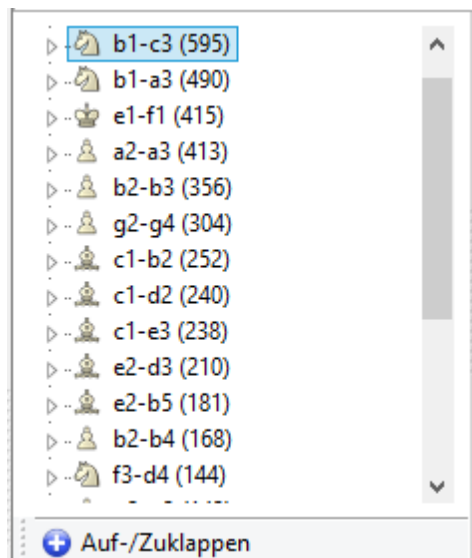 b1-c3 (595)
b1-a3 (490)
e1-f1 (415)
a2-a3 (413)
b2-b3 (356)
g2-g4 (304)
c1-b2 (252)
c1-d2 (240)
c1-e3 (238)
e2-d3 (210)
e2-b5 (181)
b2-b4 (168)
f3-d4 (144)
Auf-/Zuklappen